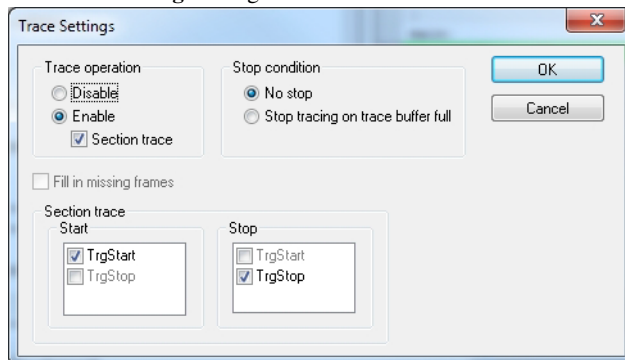 Trace Settings
Trace operation
Disable
Enable
Section trace
Stop condition
No stop
Stop tracing on trace buffer full
OK
Cancel
Fill in missing frames
Section trace
Start
TrgStart
TrgStop
Stop
TrgStart
TrgStop